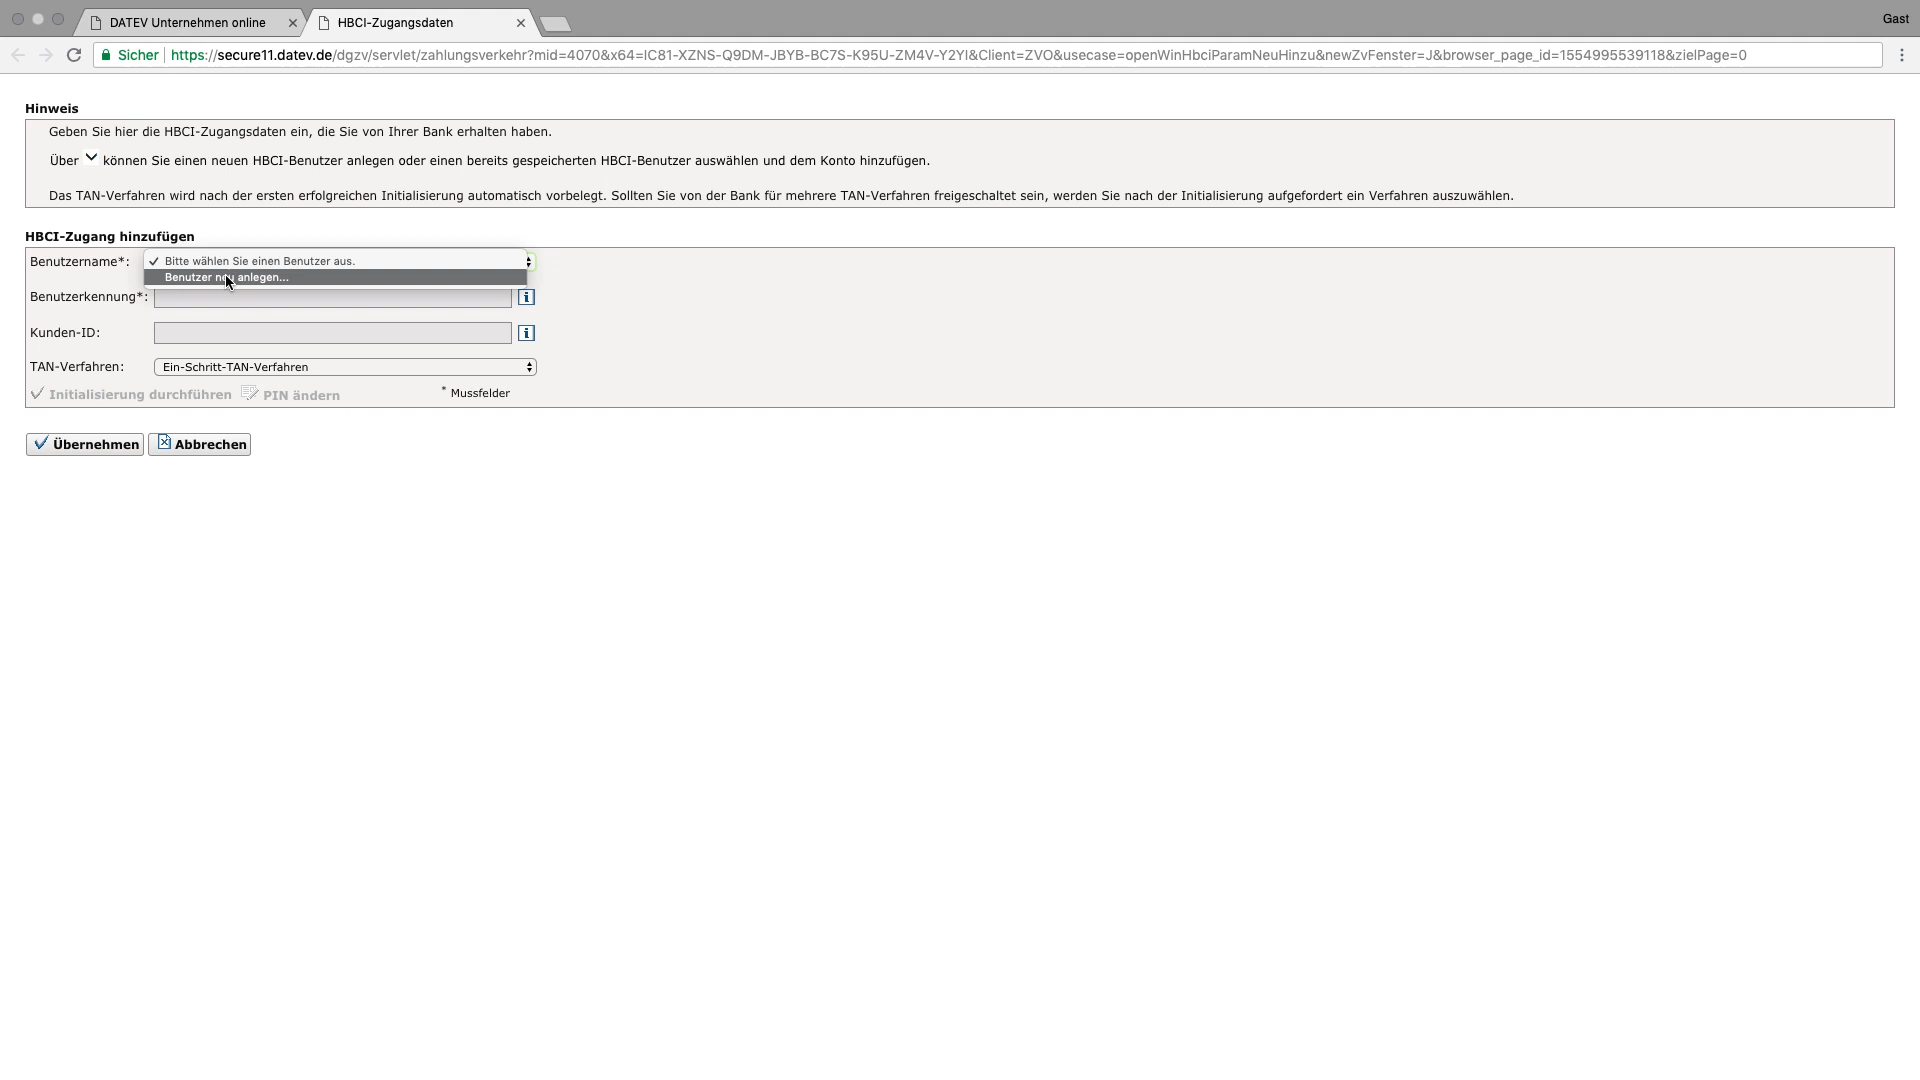 DATEV Unternehmen online
HBCI-Zugangsdaten
Gast
Sicher https://secure11.datev.de/dgzv/servlet/zahlungsverkehr?mid=4070&x64=IC81-XZNS-Q9DM-JBYB-BC7S-K95U-ZM4V-Y2YI&Client=ZVO&usecase=openWinHbciParamNeuHinzu&newZvFenster=J&browser_page_id=1554995539118&zielPage=0
Hinweis
Geben Sie hier die HBCI-Zugangsdaten ein, die Sie von Ihrer Bank erhalten haben.
Über können Sie einen neuen HBCI-Benutzer anlegen oder einen bereits gespeicherten HBCI-Benutzer auswählen und dem Konto hinzufügen.
Das TAN-Verfahren wird nach der ersten erfolgreichen Initialisierung automatisch vorbelegt. Sollten Sie von der Bank für mehrere TAN-Verfahren freigeschaltet sein, werden Sie nach der Initialisierung aufgefordert ein Verfahren auszuwählen.
HBCI-Zugang hinzufügen
Benutzername*: Bitte wählen Sie einen Benutzer aus.
Benutzer neu anlegen...
Benutzerkennung*:
Kunden-ID:
TAN-Verfahren: Ein-Schritt-TAN-Verfahren
Initialisierung durchführen PIN ändern * Mussfelder
Übernehmen Abbrechen